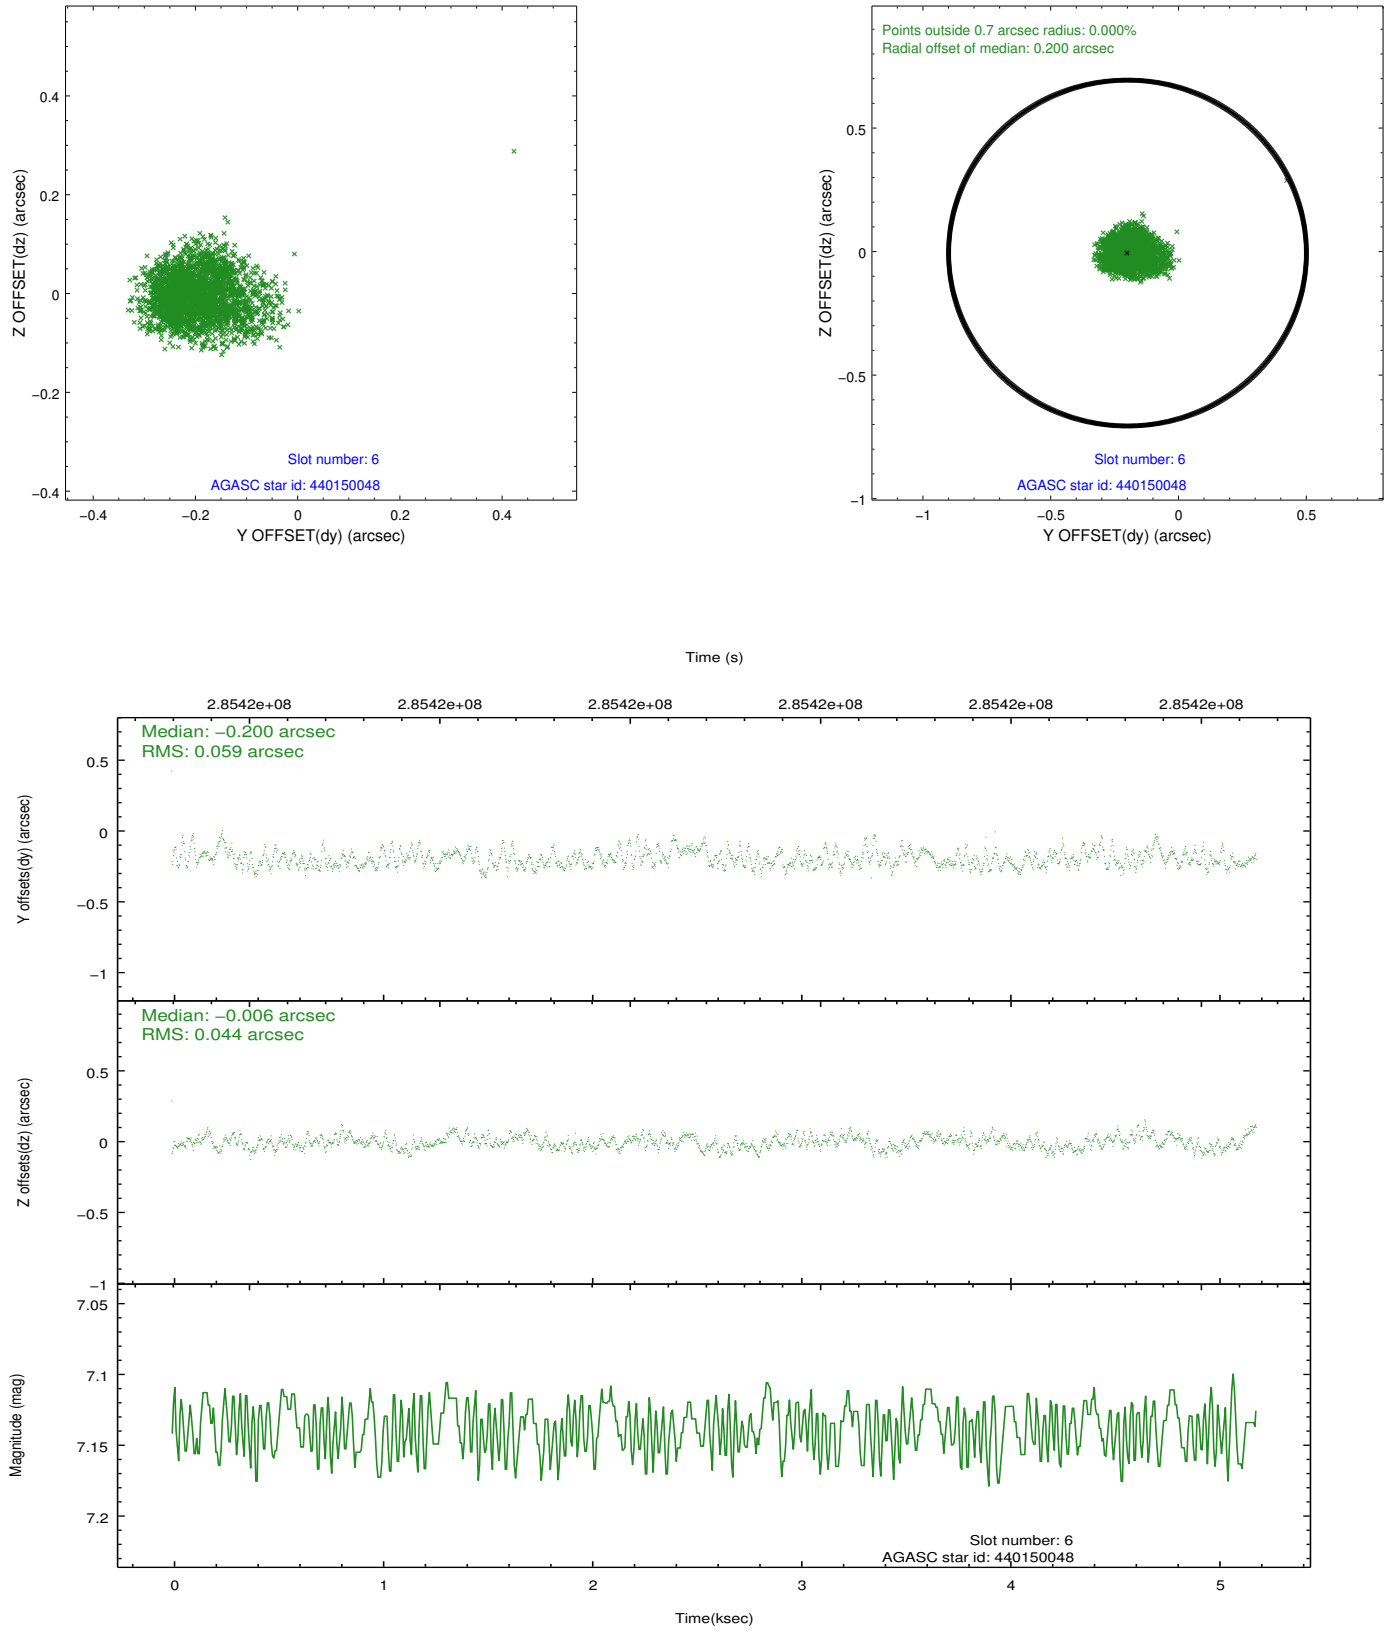 0.4
0.2
0
−0.2
−0.4
Z OFFSET(dz) (arcsec)
Slot number: 6
AGASC star id: 440150048
−0.4 −0.2 0 0.2 0.4
Y OFFSET(dy) (arcsec)
Points outside 0.7 arcsec radius: 0.000%
Radial offset of median: 0.200 arcsec
0.5
0
−0.5
−1
Z OFFSET(dz) (arcsec)
Slot number: 6
AGASC star id: 440150048
−1 −0.5 0 0.5
Y OFFSET(dy) (arcsec)
Time (s)
2.8542e+08 2.8542e+08 2.8542e+08 2.8542e+08 2.8542e+08 2.8542e+08
Median: −0.200 arcsec
RMS: 0.059 arcsec
0.5
0
−0.5
−1
Y offsets(dy) (arcsec)
Median: −0.006 arcsec
RMS: 0.044 arcsec
0.5
0
−0.5
−1
Z offsets(dz) (arcsec)
7.05
7.1
7.15
7.2
Magnitude (mag)
Slot number: 6
AGASC star id: 440150048
0 1 2 3 4 5
Time(ksec)